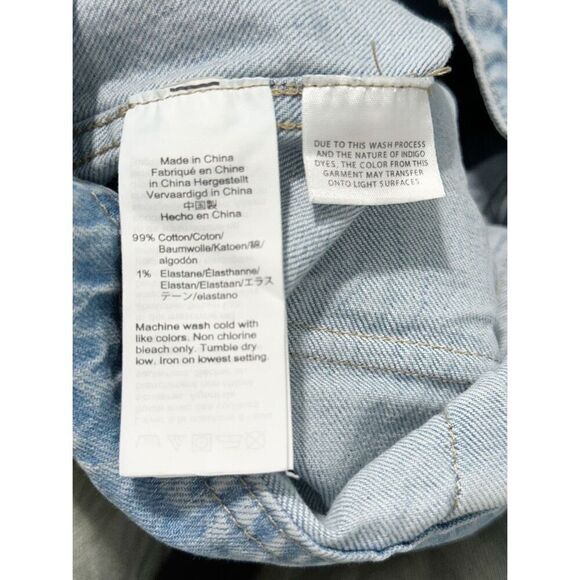 Made in China
Fabriqué en Chine
in China Hergestellt
Vervaardigd in China
中国製
Hecho en China
99% Cotton/Coton/
Baumwolle/Katoen/綿/
algodón
1% Elastane/Élasthanne/
Elastan/Elastaan/エラス
テーン/elastano
Machine wash cold with
like colors. Non chlorine
bleach only. Tumble dry
low. Iron on lowest setting.
DUE TO THIS WASH PROCESS
AND THE NATURE OF INDIGO
DYES, THE COLOR FROM THIS
GARMENT MAY TRANSFER
ONTO LIGHT SURFACES.